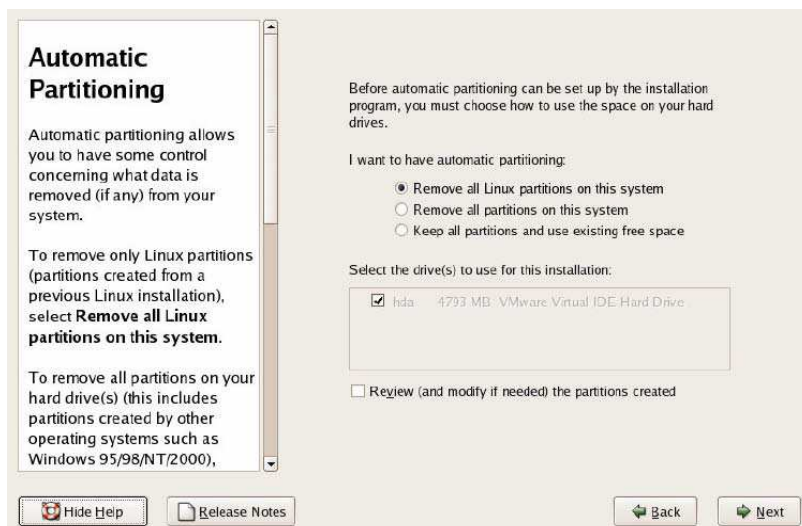 Automatic
Partitioning
Automatic partitioning allows
you to have some control
concerning what data is
removed (if any) from your
system.
To remove only Linux partitions
(partitions created from a
previous Linux installation),
select Remove all Linux
partitions on this system.
To remove all partitions on your
hard drive(s) (this includes
partitions created by other
operating systems such as
Windows 95/98/NT/2000),
Before automatic partitioning can be set up by the installation
program, you must choose how to use the space on your hard
drives.
I want to have automatic partitioning:
Remove all Linux partitions on this system
Remove all partitions on this system
Keep all partitions and use existing free space
Select the drive(s) to use for this installation:
hda 4793 MB VMware Virtual IDE Hard Drive
Review (and modify if needed) the partitions created
Hide Help
Release Notes
Back
Next